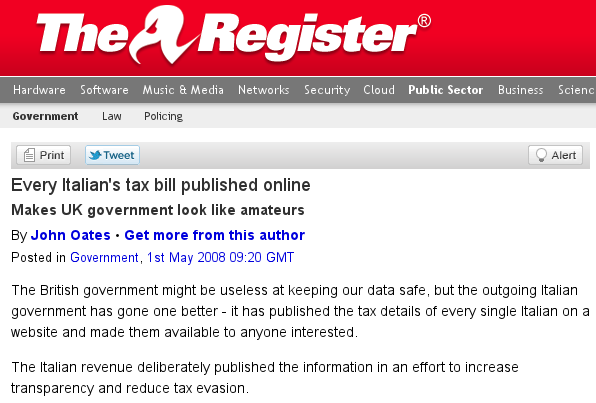 The Register®
Hardware Software Music & Media Networks Security Cloud Public Sector Business Scienc
Government Law Policing
Print Tweet Alert
Every Italian's tax bill published online
Makes UK government look like amateurs
By John Oates • Get more from this author
Posted in Government, 1st May 2008 09:20 GMT
The British government might be useless at keeping our data safe, but the outgoing Italian
government has gone one better - it has published the tax details of every single Italian on a
website and made them available to anyone interested.
The Italian revenue deliberately published the information in an effort to increase
transparency and reduce tax evasion.